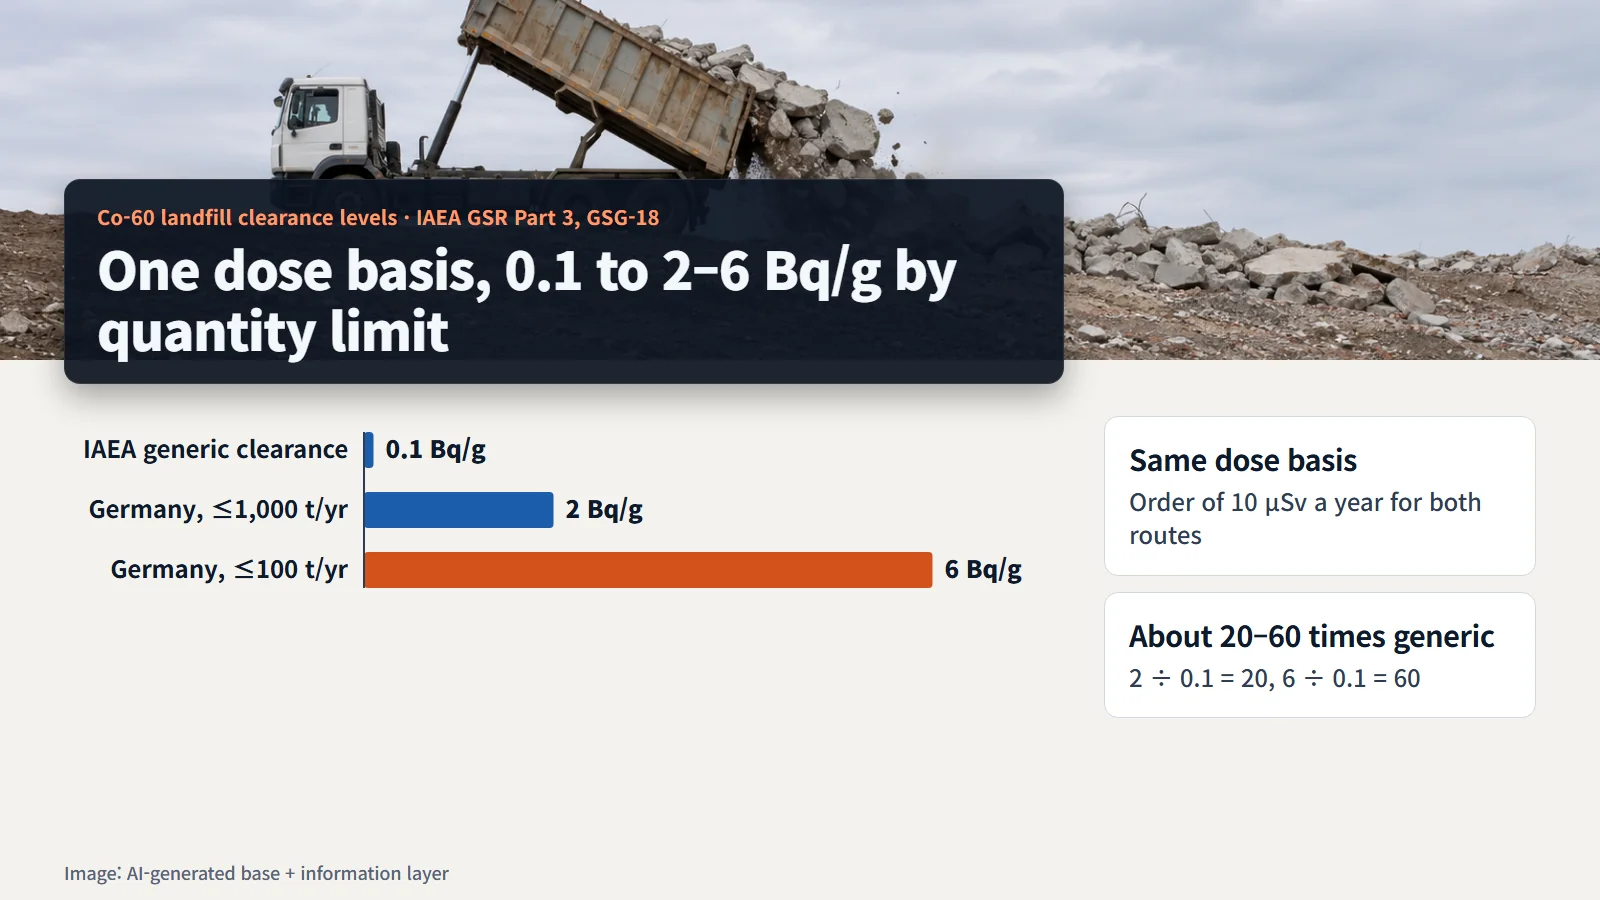 Co-60 landfill clearance levels · IAEA GSR Part 3, GSG-18
One dose basis, 0.1 to 2–6 Bq/g by
quantity limit
IAEA generic clearance 0.1 Bq/g
Germany, ≤1,000 t/yr 2 Bq/g
Germany, ≤100 t/yr 6 Bq/g
Same dose basis
Order of 10 µSv a year for both
routes
About 20–60 times generic
2 ÷ 0.1 = 20, 6 ÷ 0.1 = 60
Image: AI-generated base + information layer